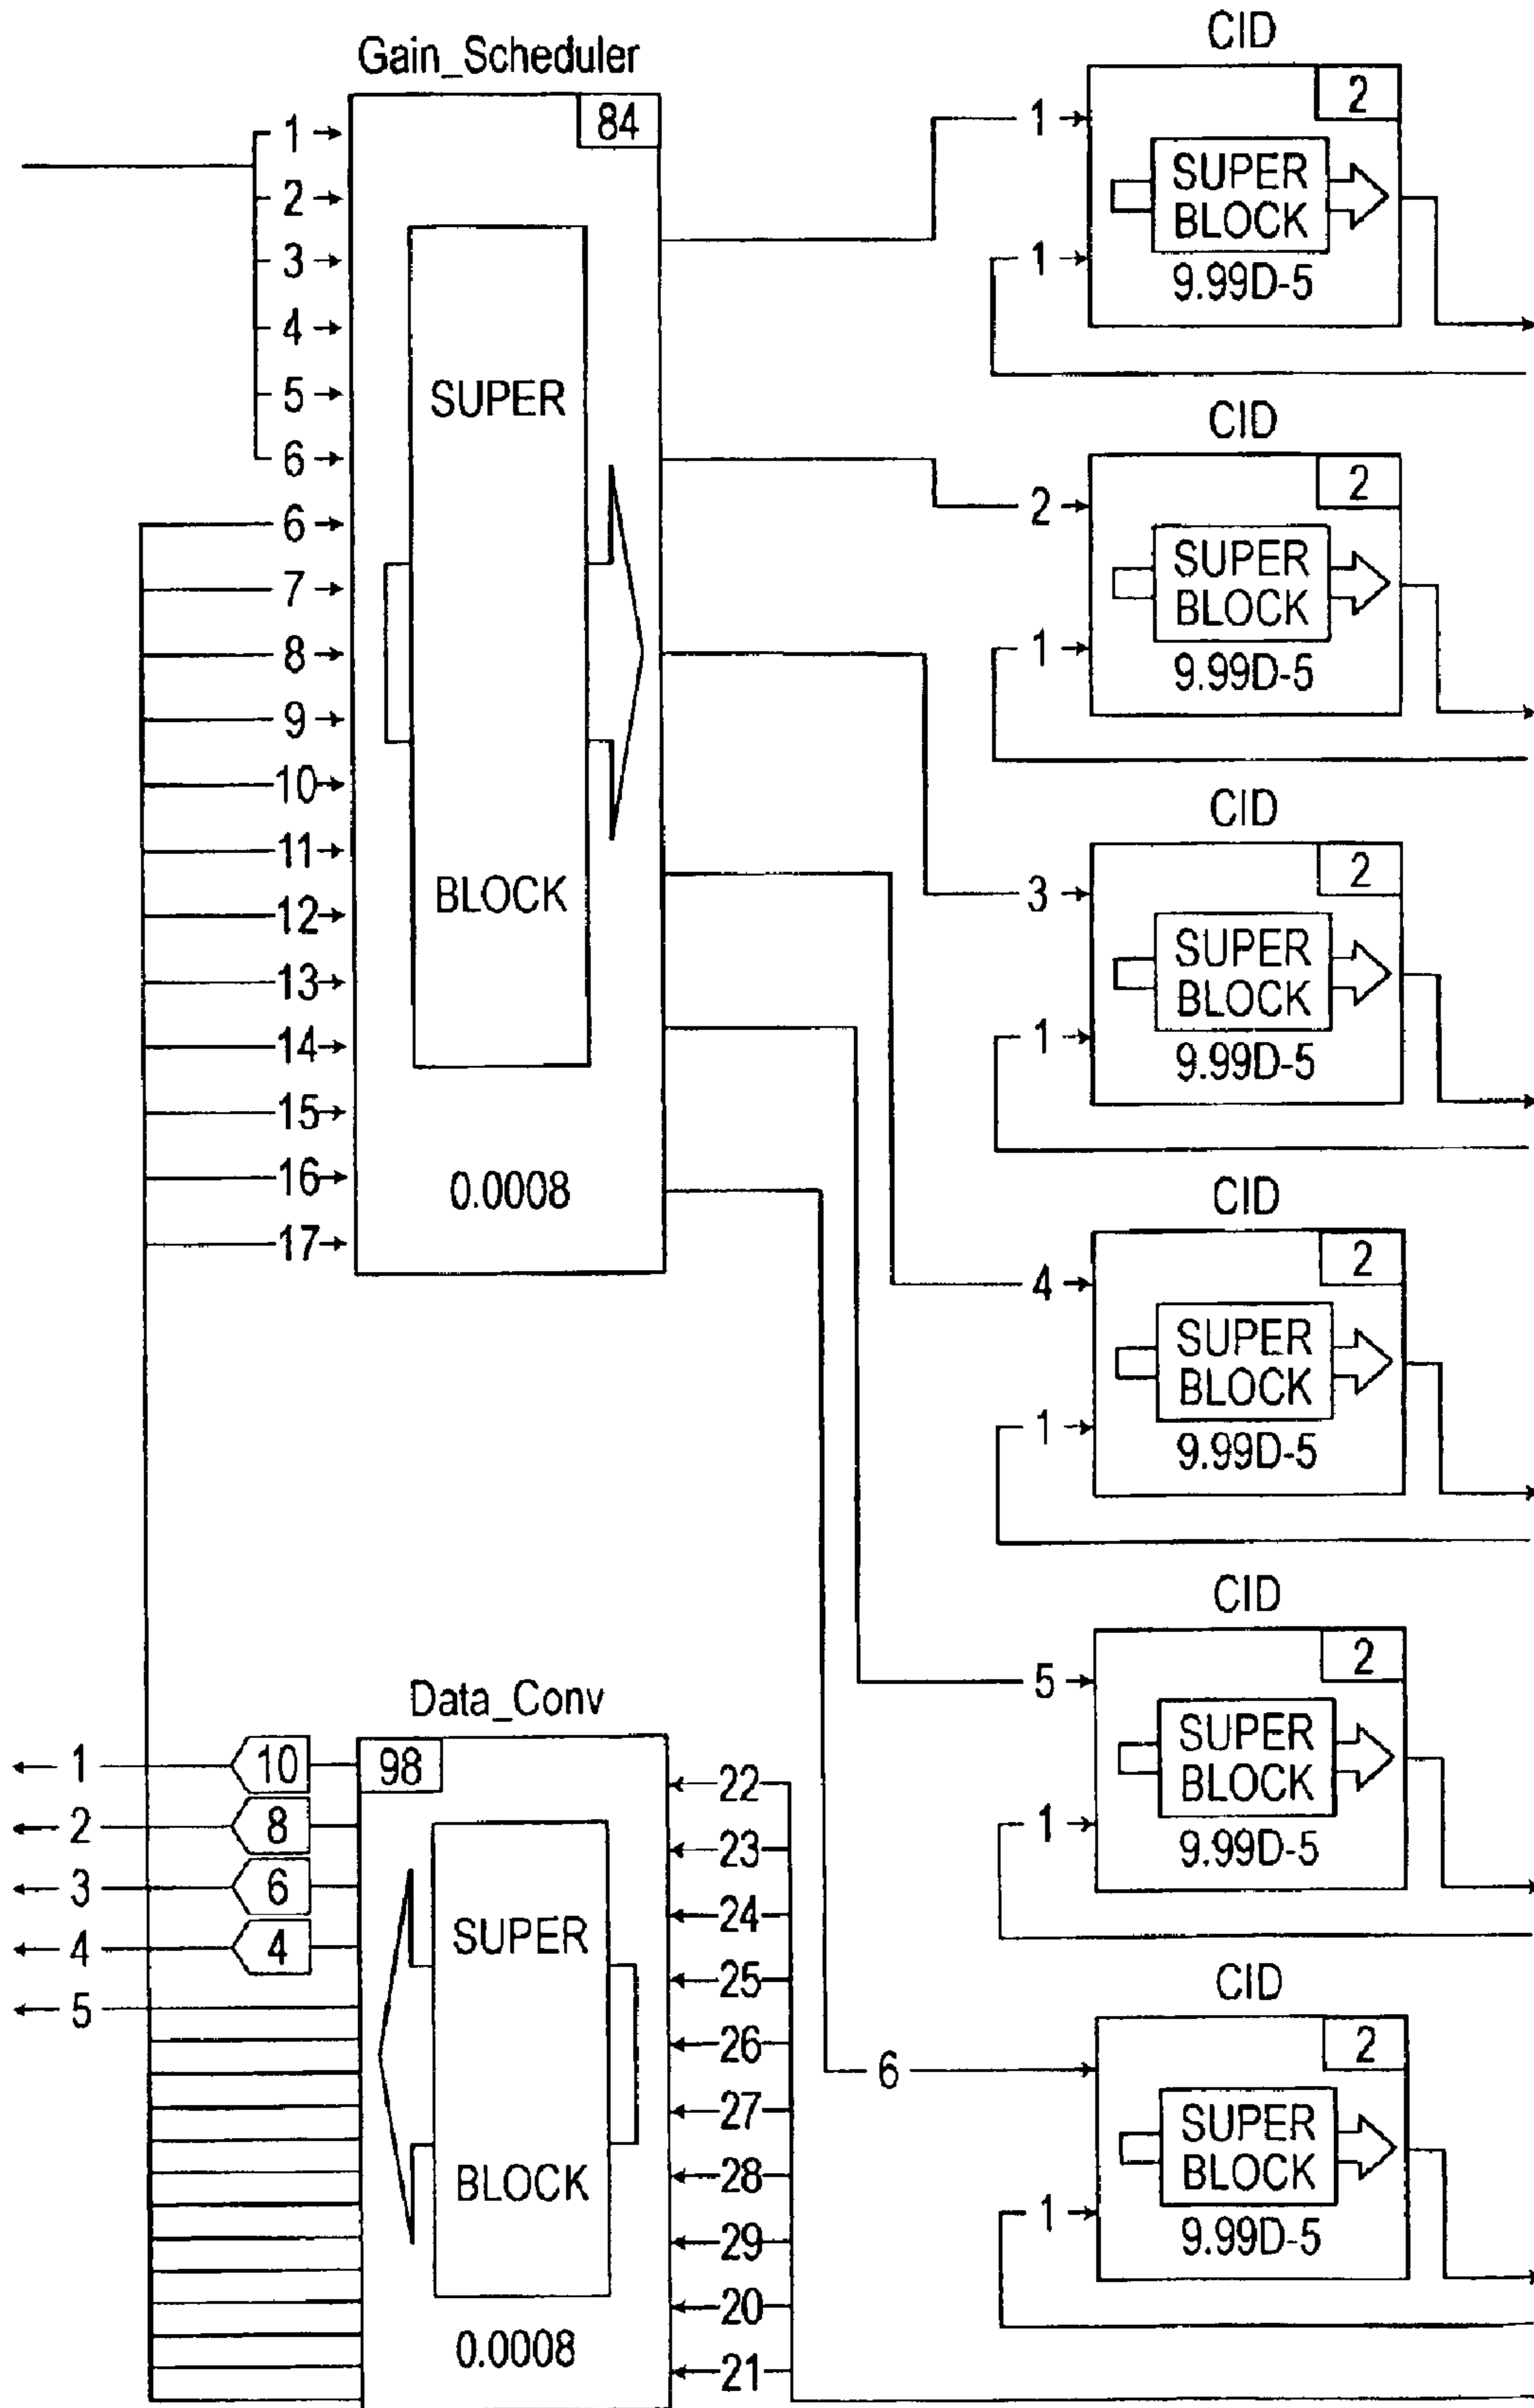 Gain_Scheduler
84
1
2
3
4
5
6
6
7
8
9
10
11
12
13
14
15
16
17
SUPER
BLOCK
0.0008
CID
2
1
1
SUPER
BLOCK
9.99D-5
CID
2
2
1
SUPER
BLOCK
9.99D-5
CID
2
3
1
SUPER
BLOCK
9.99D-5
CID
2
4
1
SUPER
BLOCK
9.99D-5
CID
2
5
1
SUPER
BLOCK
9.99D-5
CID
2
6
1
SUPER
BLOCK
9.99D-5
Data_Conv
98
1 10
2 8
3 6
4 4
5
SUPER
BLOCK
0.0008
22
23
24
25
26
27
28
29
20
21